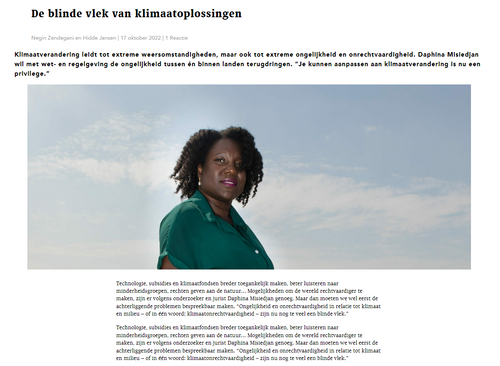 De blinde vlek van klimaatoplossingen
Negin Zendegani en Hidde Jansen | 17 oktober 2022 | 1 Reactie
Klimaatverandering leidt tot extreme weersomstandigheden, maar ook tot extreme ongelijkheid en onrechtvaardigheid. Daphina Misiedjan
wil met wet- en regelgeving de ongelijkheid tussen én binnen landen terugdringen. "Je kunnen aanpassen aan klimaatverandering is nu een
privilege."
Technologie, subsidies en klimaatfondsen breder toegankelijk maken, beter luisteren naar
minderheidsgroepen, rechten geven aan de natuur... Mogelijkheden om de wereld rechtvaardiger te
maken, zijn er volgens onderzoeker en jurist Daphina Misiedjan genoeg. Maar dan moeten we wel eerst de
achterliggende problemen bespreekbaar maken. "Ongelijkheid en onrechtvaardigheid in relatie tot klimaat
en milieu – of in één woord: klimaatonrechtvaardigheid – zijn nu nog te veel een blinde vlek."
Technologie, subsidies en klimaatfondsen breder toegankelijk maken, beter luisteren naar
minderheidsgroepen, rechten geven aan de natuur... Mogelijkheden om de wereld rechtvaardiger te
maken, zijn er volgens onderzoeker en jurist Daphina Misiedjan genoeg. Maar dan moeten we wel eerst de
achterliggende problemen bespreekbaar maken. "Ongelijkheid en onrechtvaardigheid in relatie tot klimaat
en milieu – of in één woord: klimaatonrechtvaardigheid – zijn nu nog te veel een blinde vlek."